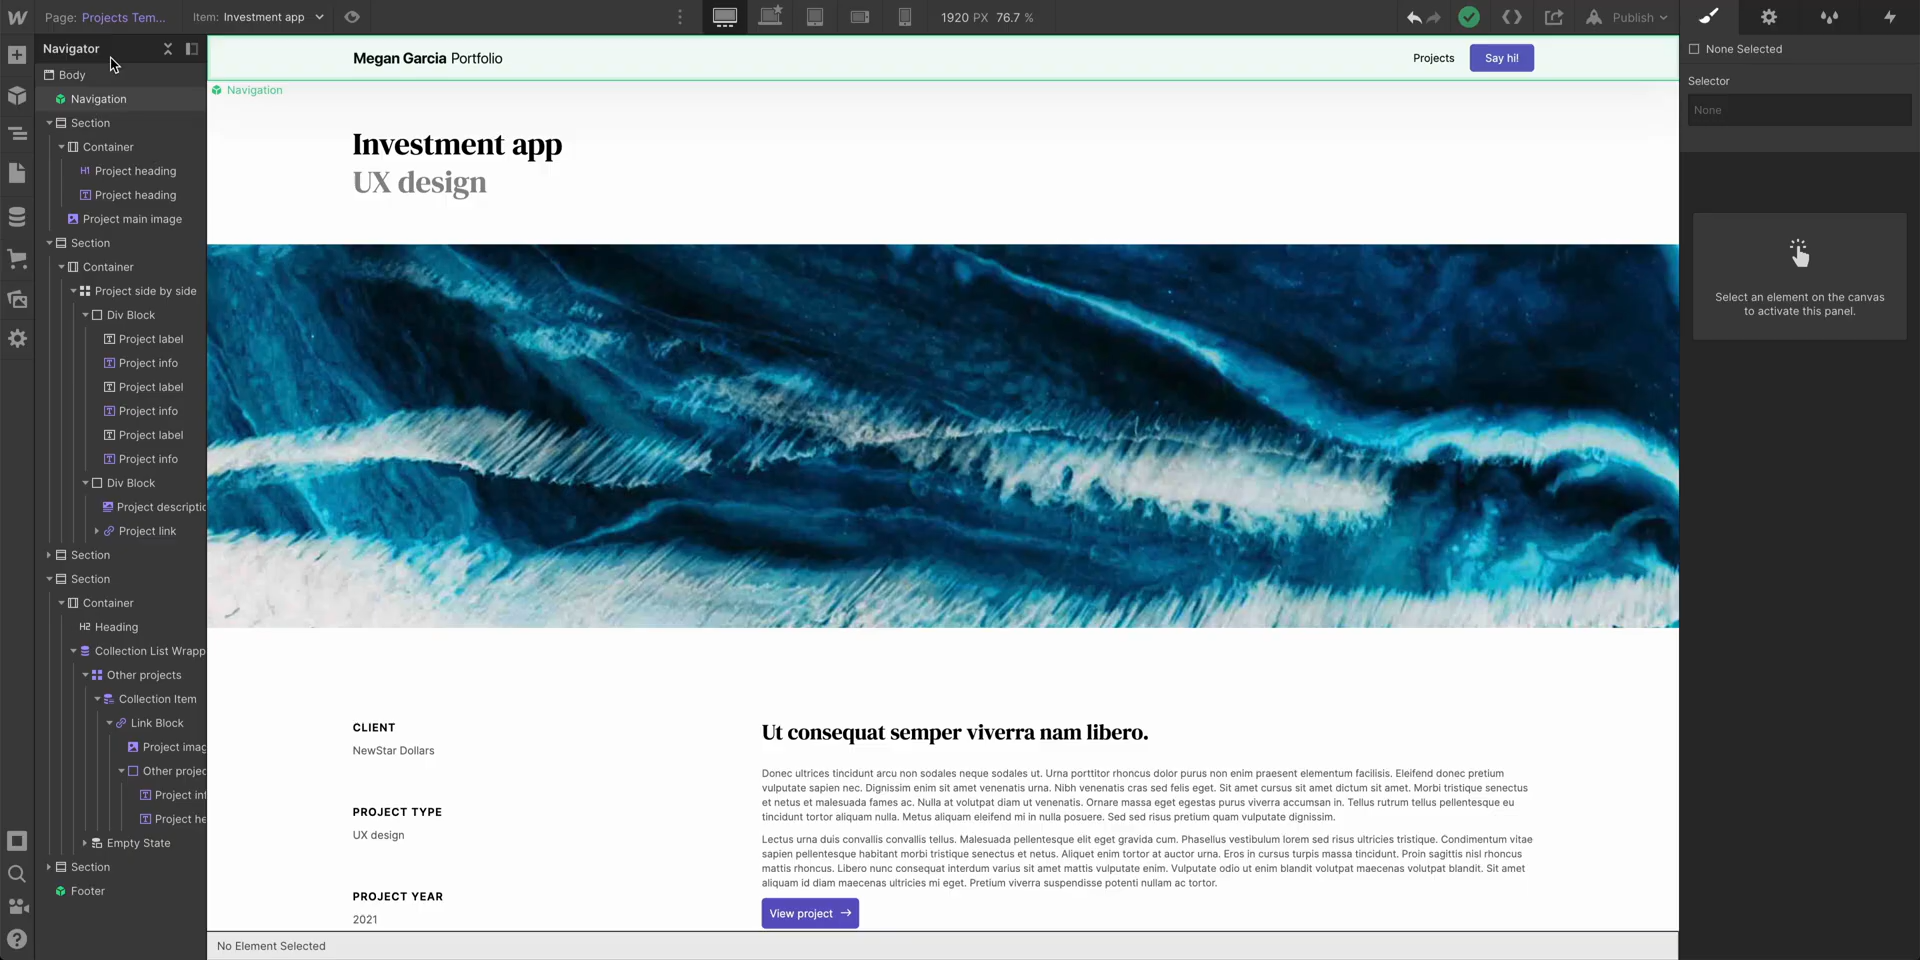 Page: Projects Tem...
Item: Investment app
1920 PX 76.7 %
Publish
Navigator
Body
Navigation
Section
Container
H1 Project heading
Project heading
Project main image
Section
Container
Project side by side
Div Block
Project label
Project info
Project label
Project info
Project label
Project info
Div Block
Project descriptic
Project link
Section
Section
Container
H2 Heading
Collection List Wrapp
Other projects
Collection Item
Link Block
Project imag
Other projec
Project inf
Project he
Empty State
Section
Footer
Megan Garcia Portfolio
Projects
Say hi!
Navigation
Investment app
UX design
CLIENT
NewStar Dollars
PROJECT TYPE
UX design
PROJECT YEAR
2021
Ut consequat semper viverra nam libero.
Donec ultrices tincidunt arcu non sodales neque sodales ut. Urna porttitor rhoncus dolor purus non enim praesent elementum facilisis. Eleifend donec pretium
vulputate sapien nec. Dignissim enim sit amet venenatis urna. Nibh venenatis cras sed felis eget. Sit amet cursus sit amet dictum sit amet. Morbi tristique senectus
et netus et malesuada fames ac. Nulla at volutpat diam ut venenatis. Ornare massa eget egestas purus viverra accumsan in. Tellus rutrum tellus pellentesque eu
tincidunt tortor aliquam nulla. Metus aliquam eleifend mi in nulla posuere. Sed sed risus pretium quam vulputate dignissim.
Lectus urna duis convallis convallis tellus. Malesuada pellentesque elit eget gravida cum. Phasellus vestibulum lorem sed risus ultricies tristique. Condimentum vitae
sapien pellentesque habitant morbi tristique senectus et netus. Aliquet enim tortor at auctor urna. Eros in cursus turpis massa tincidunt. Proin sagittis nisl rhoncus
mattis rhoncus. Libero nunc consequat interdum varius sit amet mattis vulputate enim. Vulputate odio ut enim blandit volutpat maecenas volutpat blandit. Sit amet
aliquam id diam maecenas ultricies mi eget. Pretium viverra suspendisse potenti nullam ac tortor.
View project
No Element Selected
None Selected
Selector
None
Select an element on the canvas
to activate this panel.